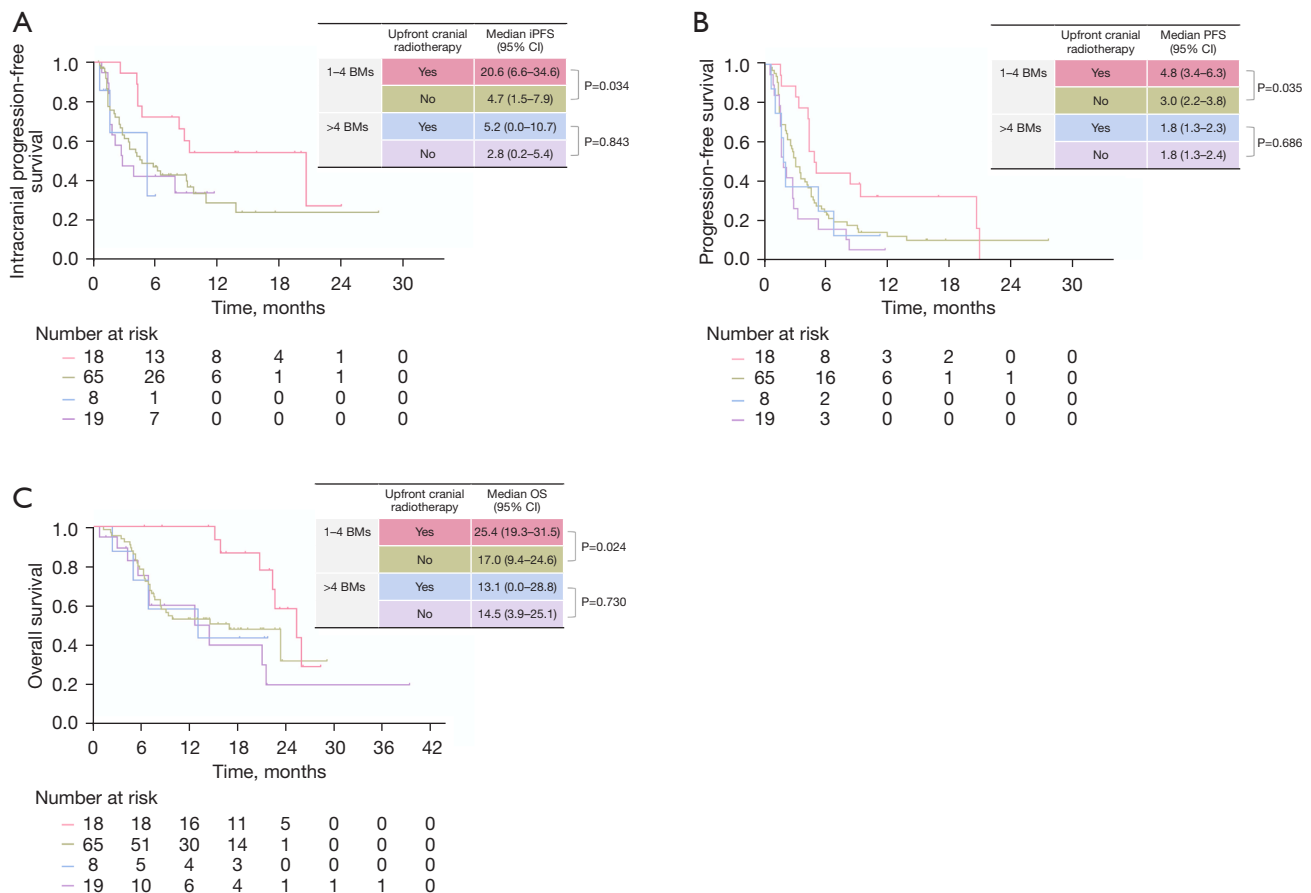 A
Upfront cranial radiotherapy
Median iPFS (95% CI)
1–4 BMs
Yes
20.6 (6.6–34.6)
No
4.7 (1.5–7.9)
P=0.034
>4 BMs
Yes
5.2 (0.0–10.7)
No
2.8 (0.2–5.4)
P=0.843
Intracranial progression-free survival
1.0
0.8
0.6
0.4
0.2
0.0
0 6 12 18 24 30
Time, months
Number at risk
18 13 8 4 1 0
65 26 6 1 1 0
8 1 0 0 0 0
19 7 0 0 0 0
B
Upfront cranial radiotherapy
Median PFS (95% CI)
1–4 BMs
Yes
4.8 (3.4–6.3)
No
3.0 (2.2–3.8)
P=0.035
>4 BMs
Yes
1.8 (1.3–2.3)
No
1.8 (1.3–2.4)
P=0.686
Progression-free survival
1.0
0.8
0.6
0.4
0.2
0.0
0 6 12 18 24 30
Time, months
Number at risk
18 8 3 2 0 0
65 16 6 1 1 0
8 2 0 0 0 0
19 3 0 0 0 0
C
Upfront cranial radiotherapy
Median OS (95% CI)
1–4 BMs
Yes
25.4 (19.3–31.5)
No
17.0 (9.4–24.6)
P=0.024
>4 BMs
Yes
13.1 (0.0–28.8)
No
14.5 (3.9–25.1)
P=0.730
Overall survival
1.0
0.8
0.6
0.4
0.2
0.0
0 6 12 18 24 30 36 42
Time, months
Number at risk
18 18 16 11 5 0 0 0
65 51 30 14 1 0 0 0
8 5 4 3 0 0 0 0
19 10 6 4 1 1 1 0